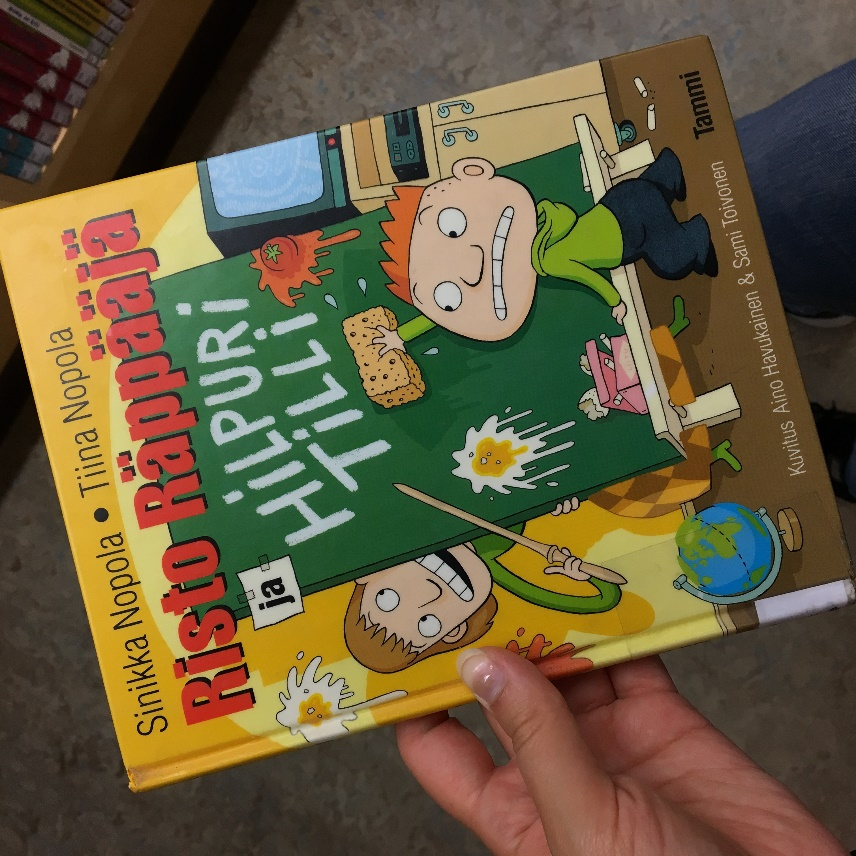 Sinikka Nopola • Tiina Nopola
Risto Räppääjä
ja
HiLPURi
TiLLi
Kuvitus Aino Havukainen & Sami Toivonen
Tammi